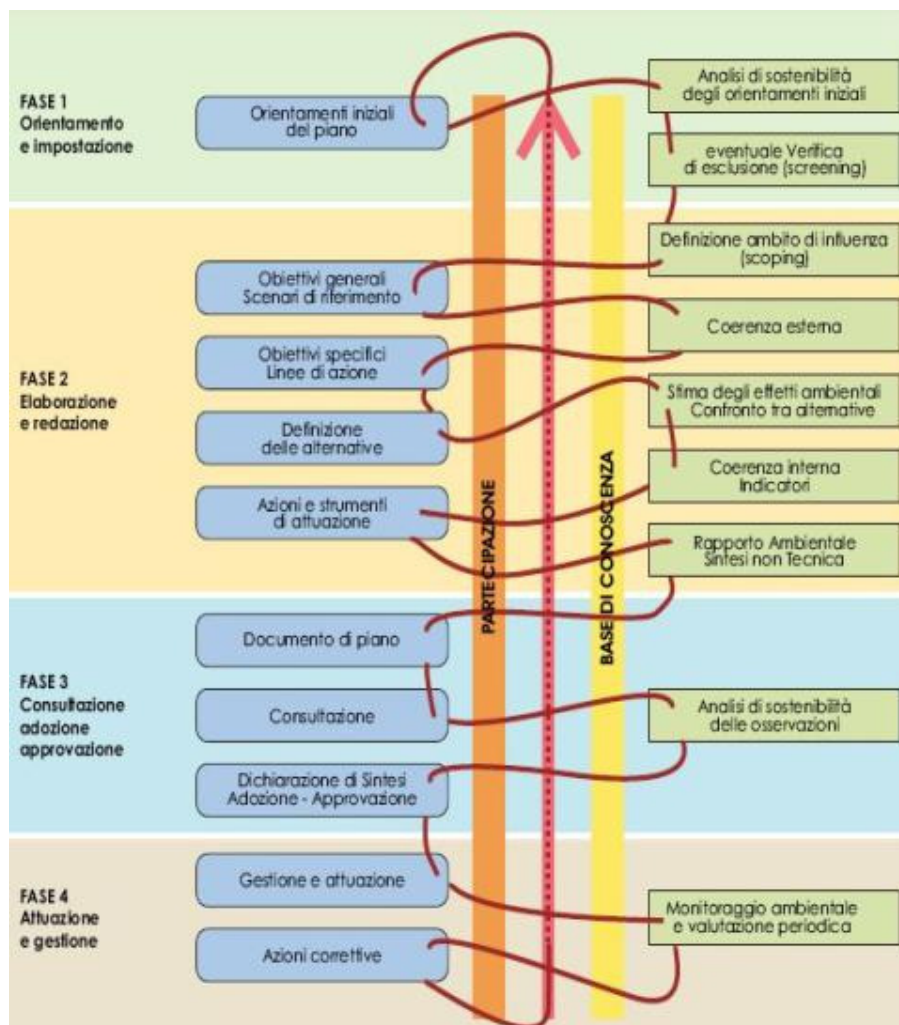 FASE 1
Orientamento
e impostazione
Orientamenti iniziali
del piano
Analisi di sostenibilità
degli orientamenti iniziali
eventuale Verifica
di esclusione (screening)
FASE 2
Elaborazione
e redazione
Definizione ambito di influenza
(scoping)
Obiettivi generali
Scenari di riferimento
Coerenza esterna
Obiettivi specifici
Linee di azione
Stima degli effetti ambientali
Confronto tra alternative
Definizione
delle alternative
Coerenza interna
Indicatori
Azioni e strumenti
di attuazione
Rapporto Ambientale
Sintesi non Tecnica
PARTECIPAZIONE
BASE DI CONOSCENZA
FASE 3
Consultazione
adozione
approvazione
Documento di piano
Consultazione
Analisi di sostenibilità
delle osservazioni
Dichiarazione di Sintesi
Adozione - Approvazione
FASE 4
Attuazione
e gestione
Gestione e attuazione
Monitoraggio ambientale
e valutazione periodica
Azioni correttive